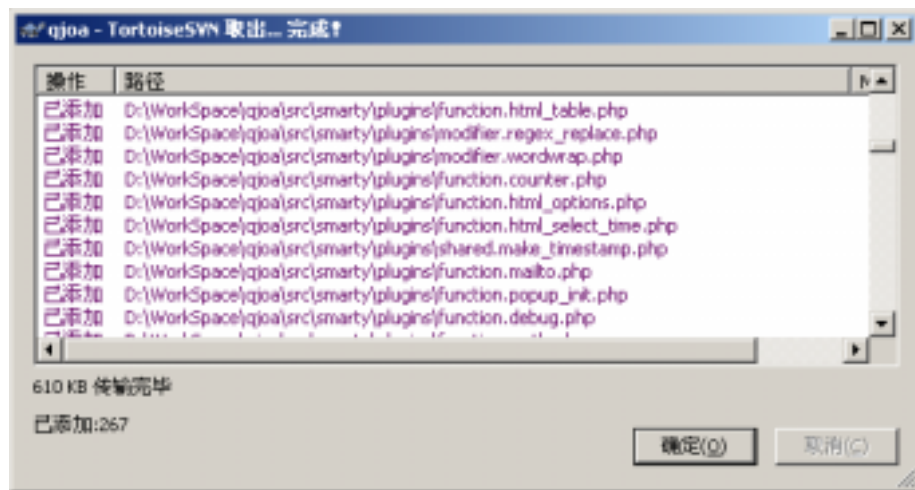 qjoa - TortoiseSVN 取出... 完成!
操作 路径
已添加 D:\WorkSpace\qjoa\src\smarty\plugins\function.html_table.php
已添加 D:\WorkSpace\qjoa\src\smarty\plugins\modifier.regex_replace.php
已添加 D:\WorkSpace\qjoa\src\smarty\plugins\modifier.wordwrap.php
已添加 D:\WorkSpace\qjoa\src\smarty\plugins\function.counter.php
已添加 D:\WorkSpace\qjoa\src\smarty\plugins\function.html_options.php
已添加 D:\WorkSpace\qjoa\src\smarty\plugins\function.html_select_time.php
已添加 D:\WorkSpace\qjoa\src\smarty\plugins\shared.make_timestamp.php
已添加 D:\WorkSpace\qjoa\src\smarty\plugins\function.mailto.php
已添加 D:\WorkSpace\qjoa\src\smarty\plugins\function.popup_init.php
已添加 D:\WorkSpace\qjoa\src\smarty\plugins\function.debug.php
610 KB 传输完毕
已添加:267
确定(O) 取消(C)